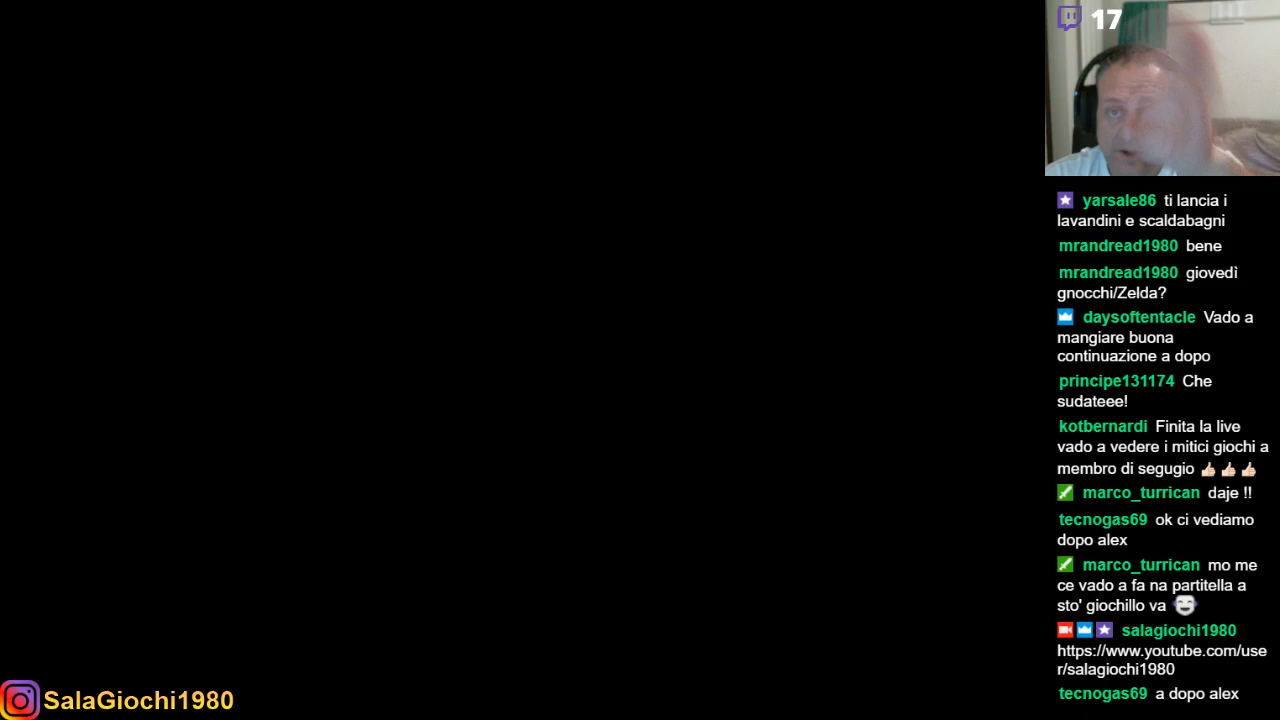 17
yarsale86 ti lancia i
lavandini e scaldabagni
mrandread1980 bene
mrandread1980 giovedì
gnocchi/Zelda?
daysoftentacle Vado a
mangiare buona
continuazione a dopo
principe131174 Che
sudateee!
kotbernardi Finita la live
vado a vedere i mitici giochi a
membro di segugio 👍🏻👍🏻👍🏻
marco_turrican daje !!
tecnogas69 ok ci vediamo
dopo alex
marco_turrican mo me
ce vado a fa na partitella a
sto' giochillo va
salagiochi1980
https://www.youtube.com/use
r/salagiochi1980
tecnogas69 a dopo alex
SalaGiochi1980